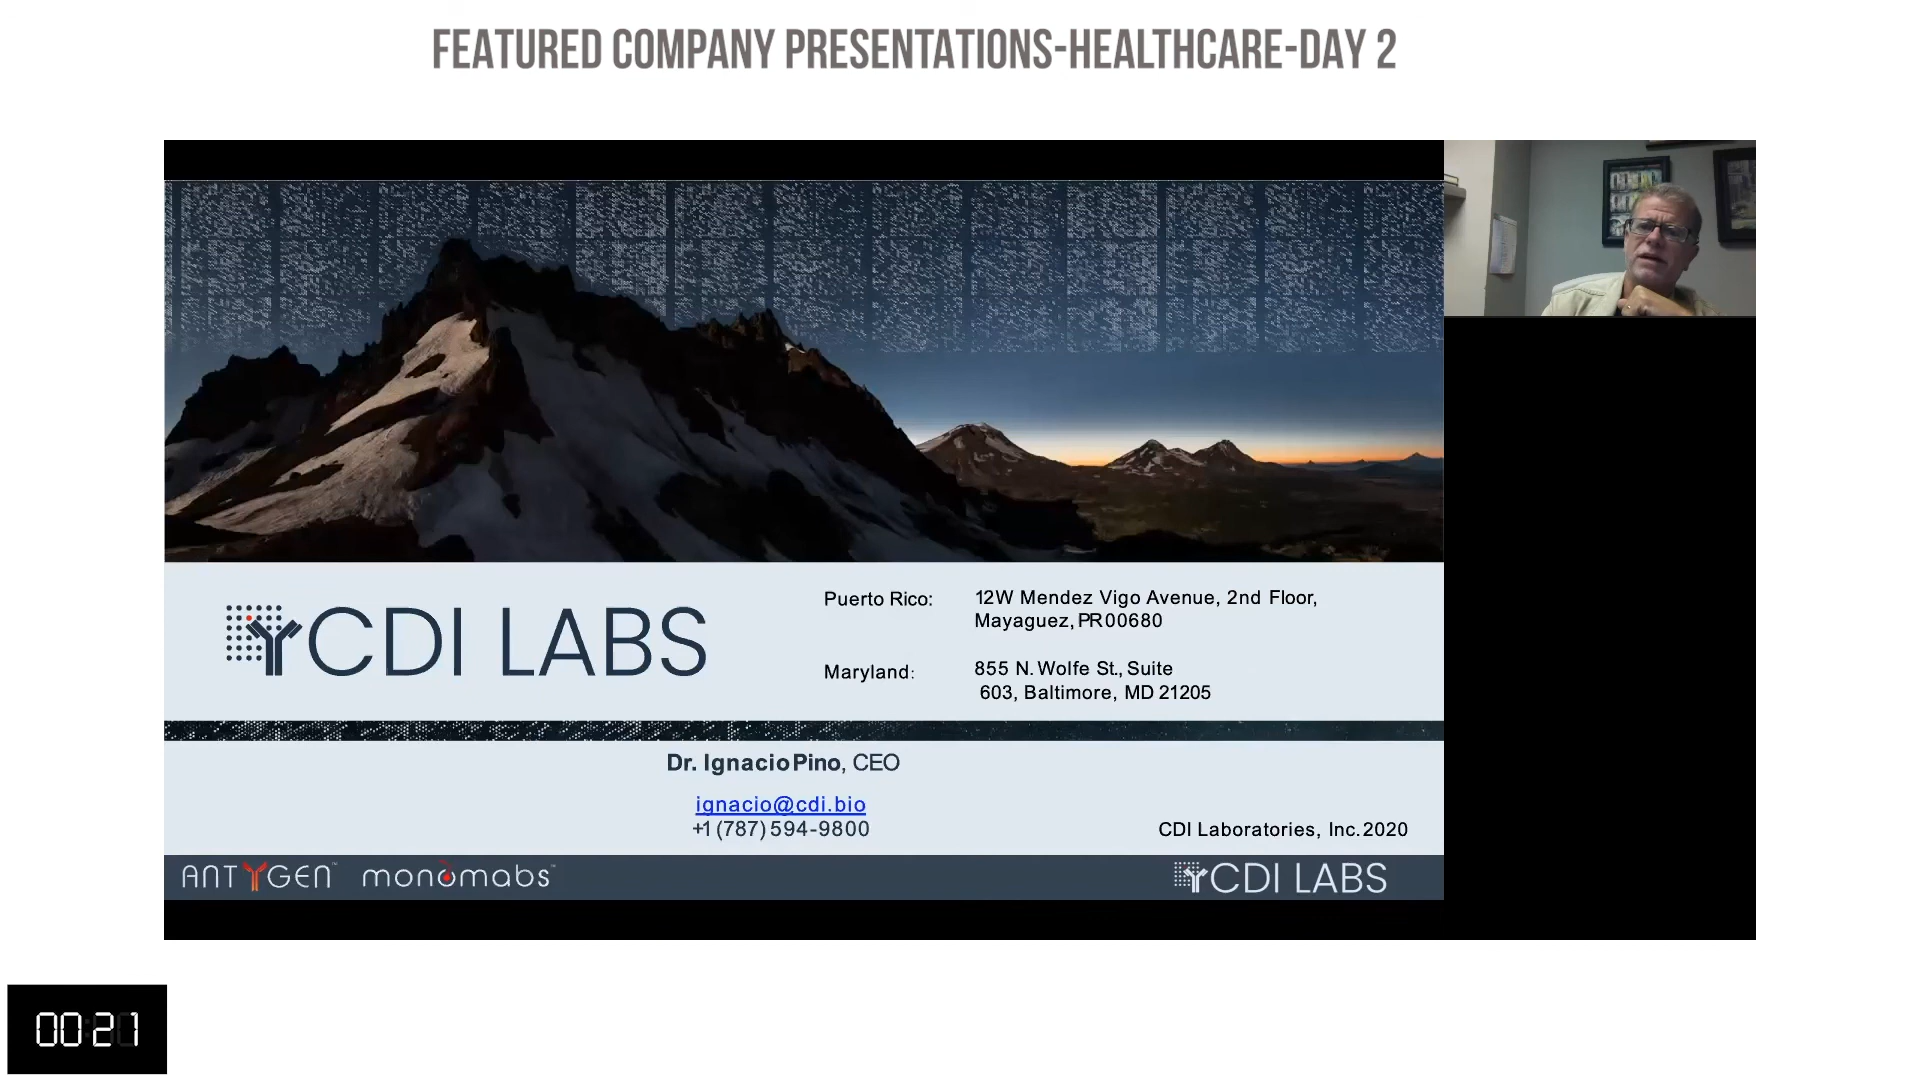 FEATURED COMPANY PRESENTATIONS-HEALTHCARE-DAY 2
CDI LABS
Puerto Rico: 12W Mendez Vigo Avenue, 2nd Floor,
Mayaguez, PR 00680
Maryland: 855 N. Wolfe St., Suite
603, Baltimore, MD 21205
Dr. Ignacio Pino, CEO
ignacio@cdi.bio
+1 (787) 594-9800
CDI Laboratories, Inc. 2020
ANTYGEN™ monomabs™ CDI LABS
00:21